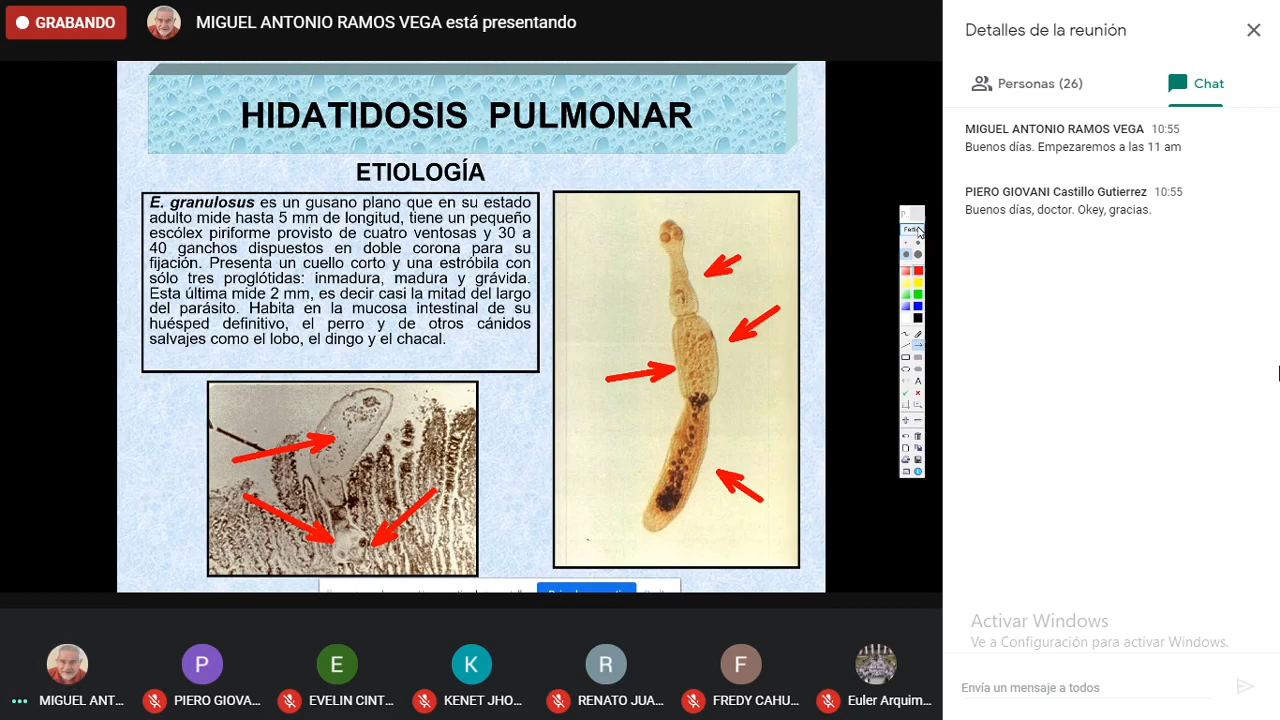 GRABANDO
MIGUEL ANTONIO RAMOS VEGA está presentando
HIDATIDOSIS PULMONAR
ETIOLOGÍA
E. granulosus es un gusano plano que en su estado
adulto mide hasta 5 mm de longitud, tiene un pequeño
escólex piriforme provisto de cuatro ventosas y 30 a
40 ganchos dispuestos en doble corona para su
fijación. Presenta un cuello corto y una estróbila con
sólo tres proglótidas: inmadura, madura y grávida.
Esta última mide 2 mm, es decir casi la mitad del largo
del parásito. Habita en la mucosa intestinal de su
huésped definitivo, el perro y de otros cánidos
salvajes como el lobo, el dingo y el chacal.
MIGUEL ANT...
P
PIERO GIOVA...
E
EVELIN CINT...
K
KENET JHO...
R
RENATO JUA...
F
FREDY CAHU...
Euler Arquim...
Detalles de la reunión
Personas (26)
Chat
MIGUEL ANTONIO RAMOS VEGA 10:55
Buenos días. Empezaremos a las 11 am
PIERO GIOVANI Castillo Gutierrez 10:55
Buenos días, doctor. Okey, gracias.
Activar Windows
Ve a Configuración para activar Windows.
Envía un mensaje a todos